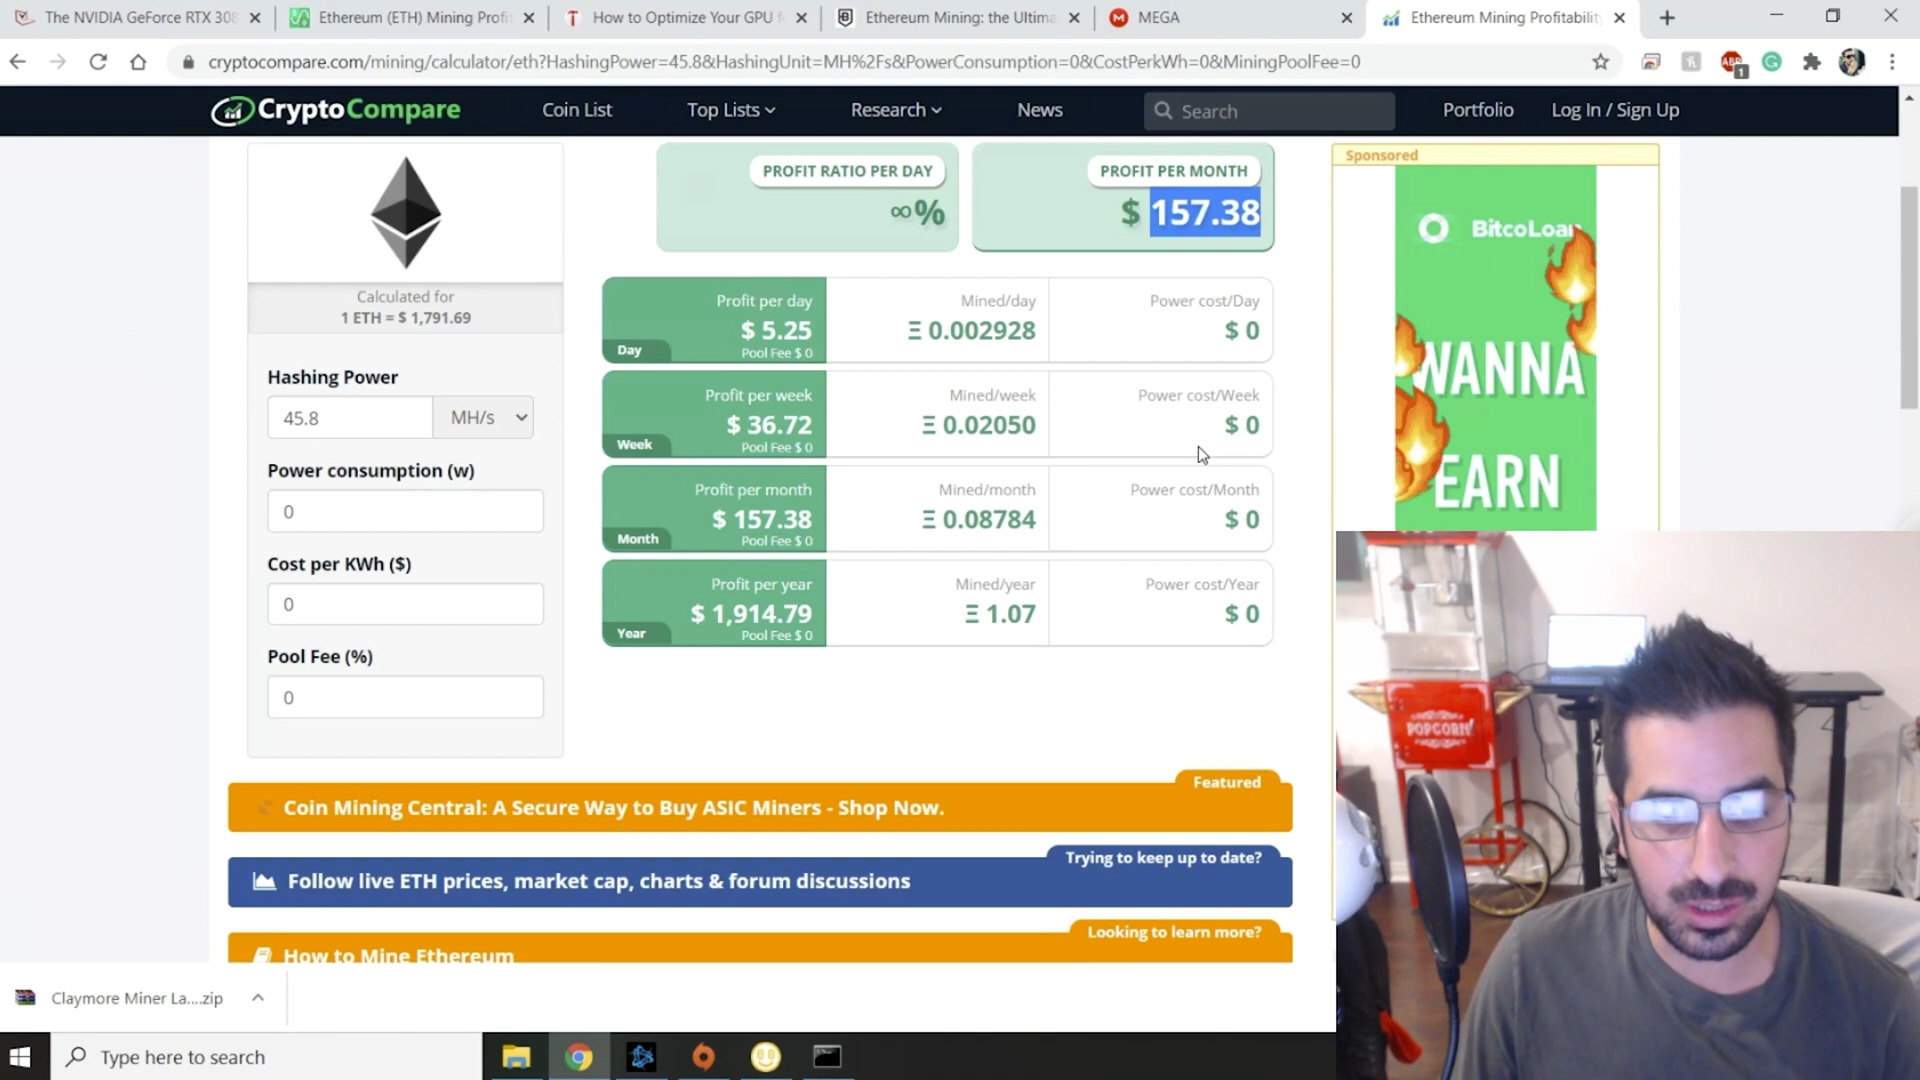 The NVIDIA GeForce RTX 308
Ethereum (ETH) Mining Profi
How to Optimize Your GPU f
Ethereum Mining: the Ultima
MEGA
Ethereum Mining Profitability
cryptocompare.com/mining/calculator/eth?HashingPower=45.8&HashingUnit=MH%2Fs&PowerConsumption=0&CostPerkWh=0&MiningPoolFee=0
ABP
1
CryptoCompare
Coin List
Top Lists
Research
News
Search
Portfolio
Log In / Sign Up
PROFIT RATIO PER DAY
∞%
PROFIT PER MONTH
$ 157.38
Sponsored
BitcoLoan
WANNA
EARN
Calculated for
1 ETH = $ 1,791.69
Hashing Power
45.8
MH/s
Power consumption (w)
0
Cost per KWh ($)
0
Pool Fee (%)
0
Profit per day
$ 5.25
Pool Fee $ 0
Day
Mined/day
Ξ 0.002928
Power cost/Day
$ 0
Profit per week
$ 36.72
Pool Fee $ 0
Week
Mined/week
Ξ 0.02050
Power cost/Week
$ 0
Profit per month
$ 157.38
Pool Fee $ 0
Month
Mined/month
Ξ 0.08784
Power cost/Month
$ 0
Profit per year
$ 1,914.79
Pool Fee $ 0
Year
Mined/year
Ξ 1.07
Power cost/Year
$ 0
Featured
Coin Mining Central: A Secure Way to Buy ASIC Miners - Shop Now.
Trying to keep up to date?
Follow live ETH prices, market cap, charts & forum discussions
Looking to learn more?
How to Mine Ethereum
POPCORN!
Claymore Miner La....zip
Type here to search